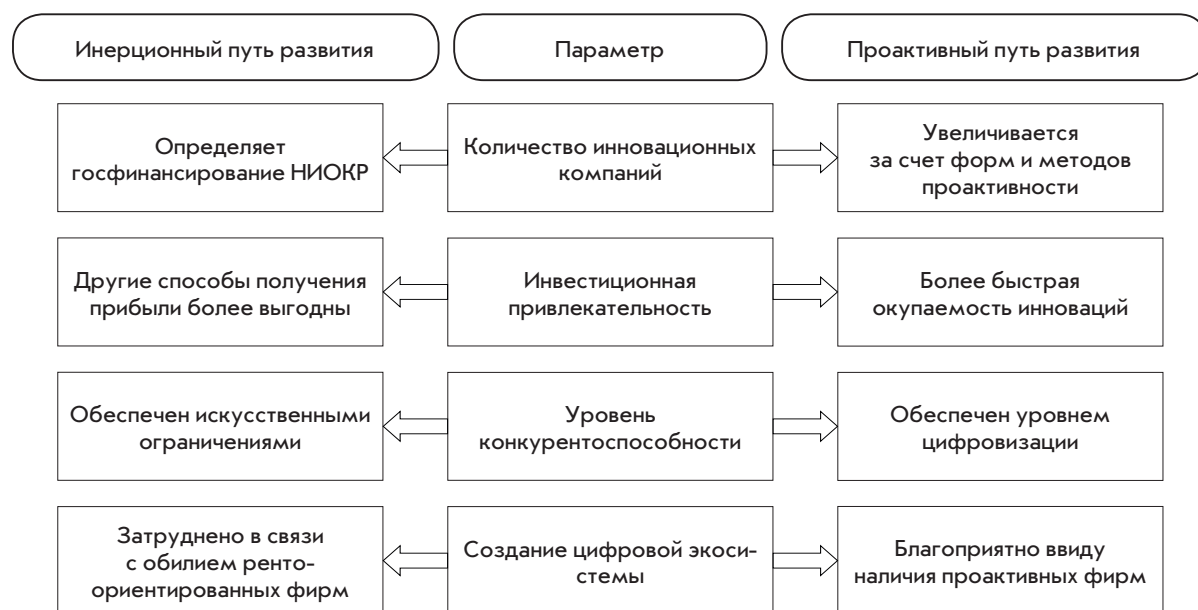 Инерционный путь развития
Параметр
Проактивный путь развития
Определяет
госфинансирование НИОКР
Количество инновационных
компаний
Увеличивается
за счет форм и методов
проактивности
Другие способы получения
прибыли более выгодны
Инвестиционная
привлекательность
Более быстрая
окупаемость инноваций
Обеспечен искусственными
ограничениями
Уровень
конкурентоспособности
Обеспечен уровнем
цифровизации
Затруднено в связи
с обилием ренто-
ориентированных фирм
Создание цифровой экоси-
стемы
Благоприятно ввиду
наличия проактивных фирм